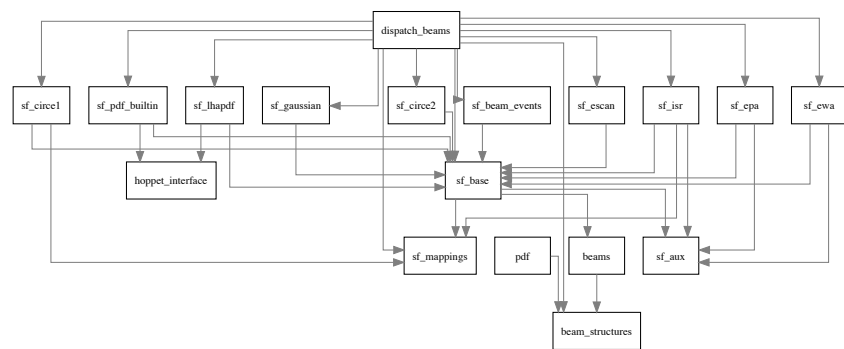 dispatch_beams
sf_circe1
sf_pdf_builtin
sf_lhapdf
sf_gaussian
sf_circe2
sf_beam_events
sf_escan
sf_isr
sf_epa
sf_ewa
hoppet_interface
sf_base
sf_mappings
pdf
beams
sf_aux
beam_structures